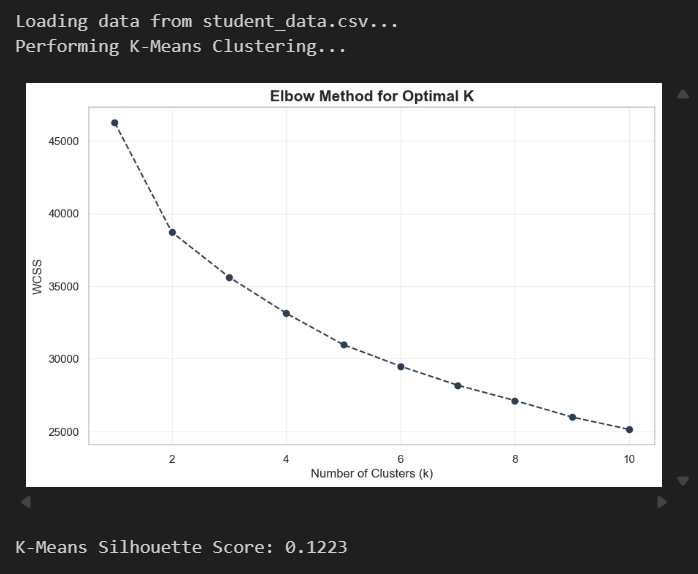 Loading data from student_data.csv...
Performing K-Means Clustering...
Elbow Method for Optimal K
45000
40000
35000
30000
25000
WCSS
2 4 6 8 10
Number of Clusters (k)
K-Means Silhouette Score: 0.1223